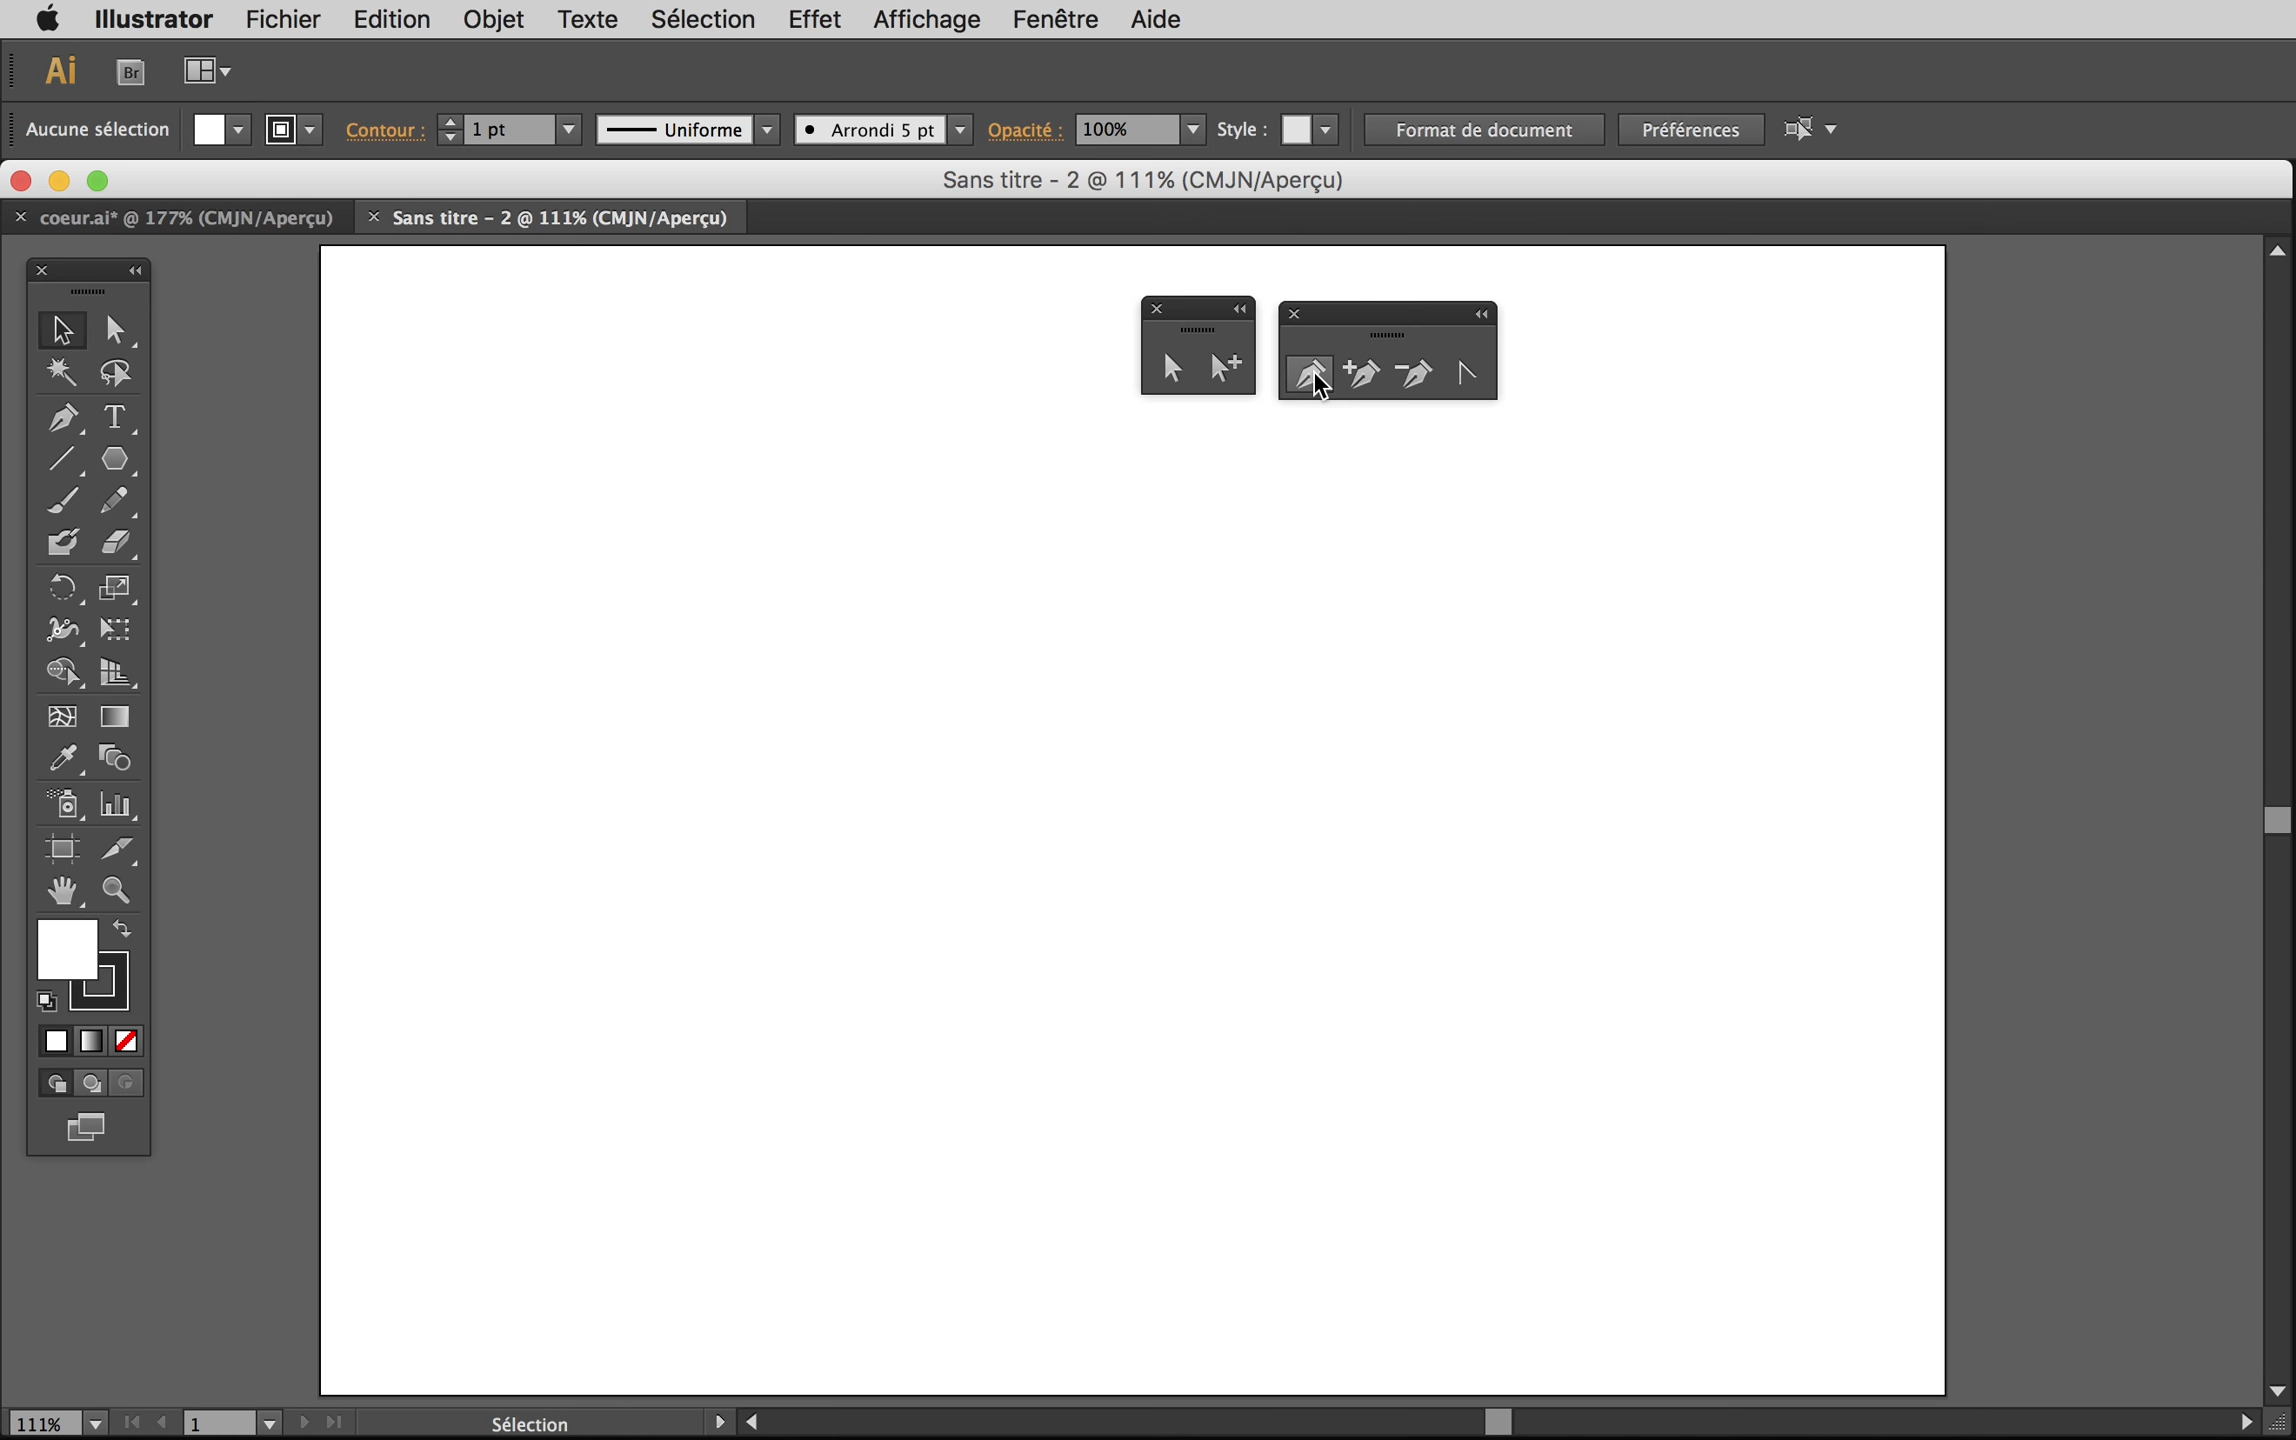 Illustrator Fichier Edition Objet Texte Sélection Effet Affichage Fenêtre Aide
Ai Br
Aucune sélection Contour : 1 pt Uniforme Arrondi 5 pt Opacité : 100% Style : Format de document Préférences
Sans titre - 2 @ 111% (CMJN/Aperçu)
coeur.ai* @ 177% (CMJN/Aperçu) Sans titre - 2 @ 111% (CMJN/Aperçu)
T
111% 1 Sélection